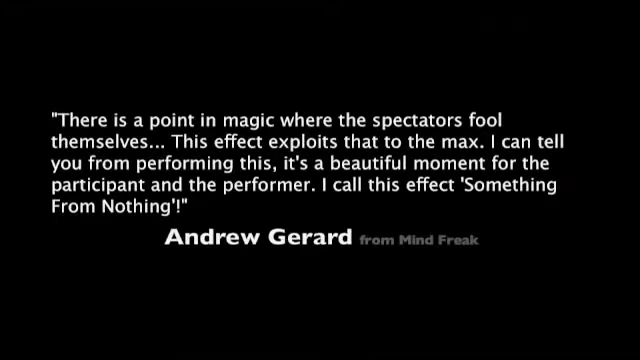 "There is a point in magic where the spectators fool
themselves... This effect exploits that to the max. I can tell
you from performing this, it's a beautiful moment for the
participant and the performer. I call this effect 'Something
From Nothing'!"
Andrew Gerard from Mind Freak